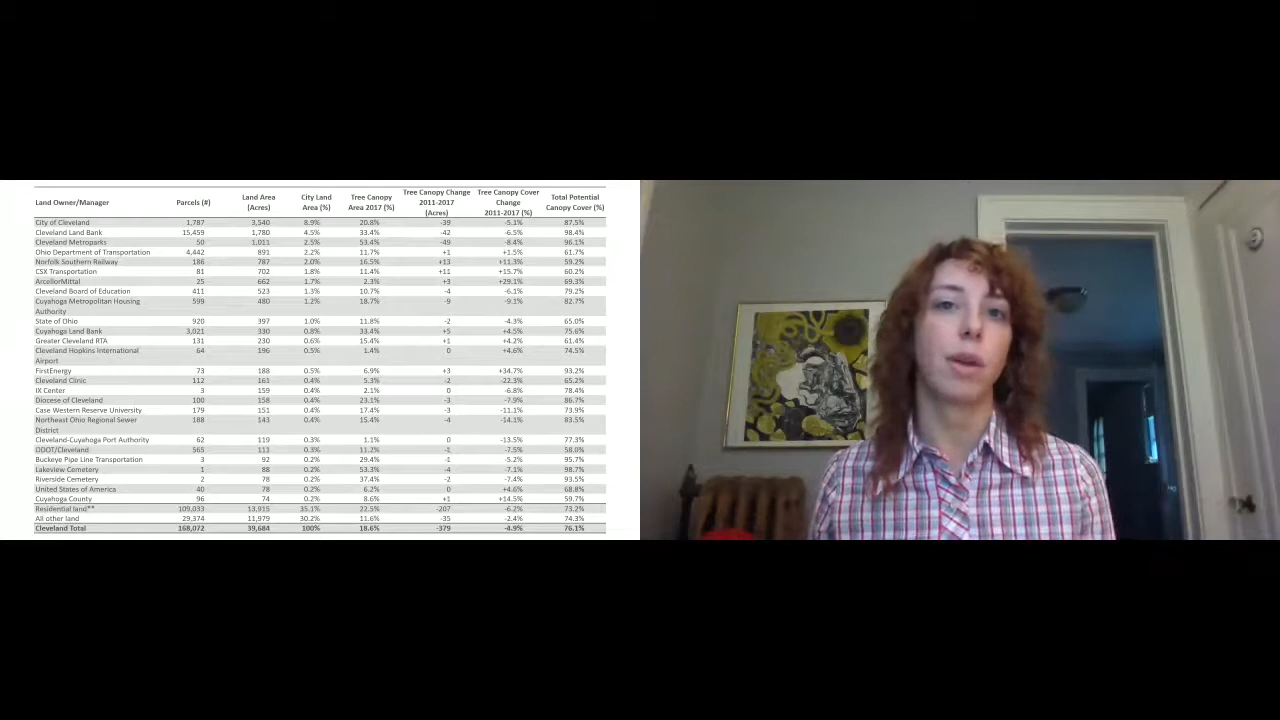 Land Owner/Manager Parcels (#) Land Area (Acres) City Land Area (%) Tree Canopy Area 2017 (%) Tree Canopy Change 2011-2017 (Acres) Tree Canopy Cover Change 2011-2017 (%) Total Potential Canopy Cover (%)
City of Cleveland 1,787 3,540 8.9% 20.8% -39 -5.1% 87.5%
Cleveland Land Bank 15,459 1,780 4.5% 33.4% -42 -6.5% 98.4%
Cleveland Metroparks 50 1,011 2.5% 53.4% -49 -8.4% 96.1%
Ohio Department of Transportation 4,442 891 2.2% 11.7% +1 +1.5% 61.7%
Norfolk Southern Railway 186 787 2.0% 16.5% +13 +11.3% 59.2%
CSX Transportation 81 702 1.8% 11.4% +11 +15.7% 60.2%
ArcellorMittal 25 662 1.7% 2.3% +3 +29.1% 69.3%
Cleveland Board of Education 411 523 1.3% 10.7% -4 -6.1% 79.2%
Cuyahoga Metropolitan Housing Authority 599 480 1.2% 18.7% -9 -9.1% 82.7%
State of Ohio 920 397 1.0% 11.8% -2 -4.3% 65.0%
Cuyahoga Land Bank 3,021 330 0.8% 33.4% +5 +4.5% 75.6%
Greater Cleveland RTA 131 230 0.6% 15.4% +1 +4.2% 61.4%
Cleveland Hopkins International Airport 64 196 0.5% 1.4% 0 +4.6% 74.5%
FirstEnergy 73 188 0.5% 6.9% +3 +34.7% 93.2%
Cleveland Clinic 112 161 0.4% 5.3% -2 -22.3% 65.2%
IX Center 3 159 0.4% 2.1% 0 -6.8% 78.4%
Diocese of Cleveland 100 158 0.4% 23.1% -3 -7.9% 86.7%
Case Western Reserve University 179 151 0.4% 17.4% -3 -11.1% 73.9%
Northeast Ohio Regional Sewer District 188 143 0.4% 15.4% -4 -14.1% 83.5%
Cleveland-Cuyahoga Port Authority 62 119 0.3% 1.1% 0 -13.5% 77.3%
DDOT/Cleveland 565 111 0.3% 11.2% -1 -7.5% 58.0%
Buckeye Pipe Line Transportation 3 92 0.2% 29.4% -1 -5.2% 95.7%
Lakeview Cemetery 1 88 0.2% 53.3% -4 -7.1% 98.7%
Riverside Cemetery 2 78 0.2% 37.4% -2 -7.4% 93.5%
United States of America 40 78 0.2% 6.2% 0 +4.6% 68.8%
Cuyahoga County 96 74 0.2% 8.6% +1 +14.5% 59.7%
Residential land** 109,033 13,915 35.1% 22.5% -207 -6.2% 73.2%
All other land 29,374 11,979 30.2% 11.6% -35 -2.4% 74.3%
Cleveland Total 168,072 39,684 100% 18.6% -379 -4.9% 76.1%